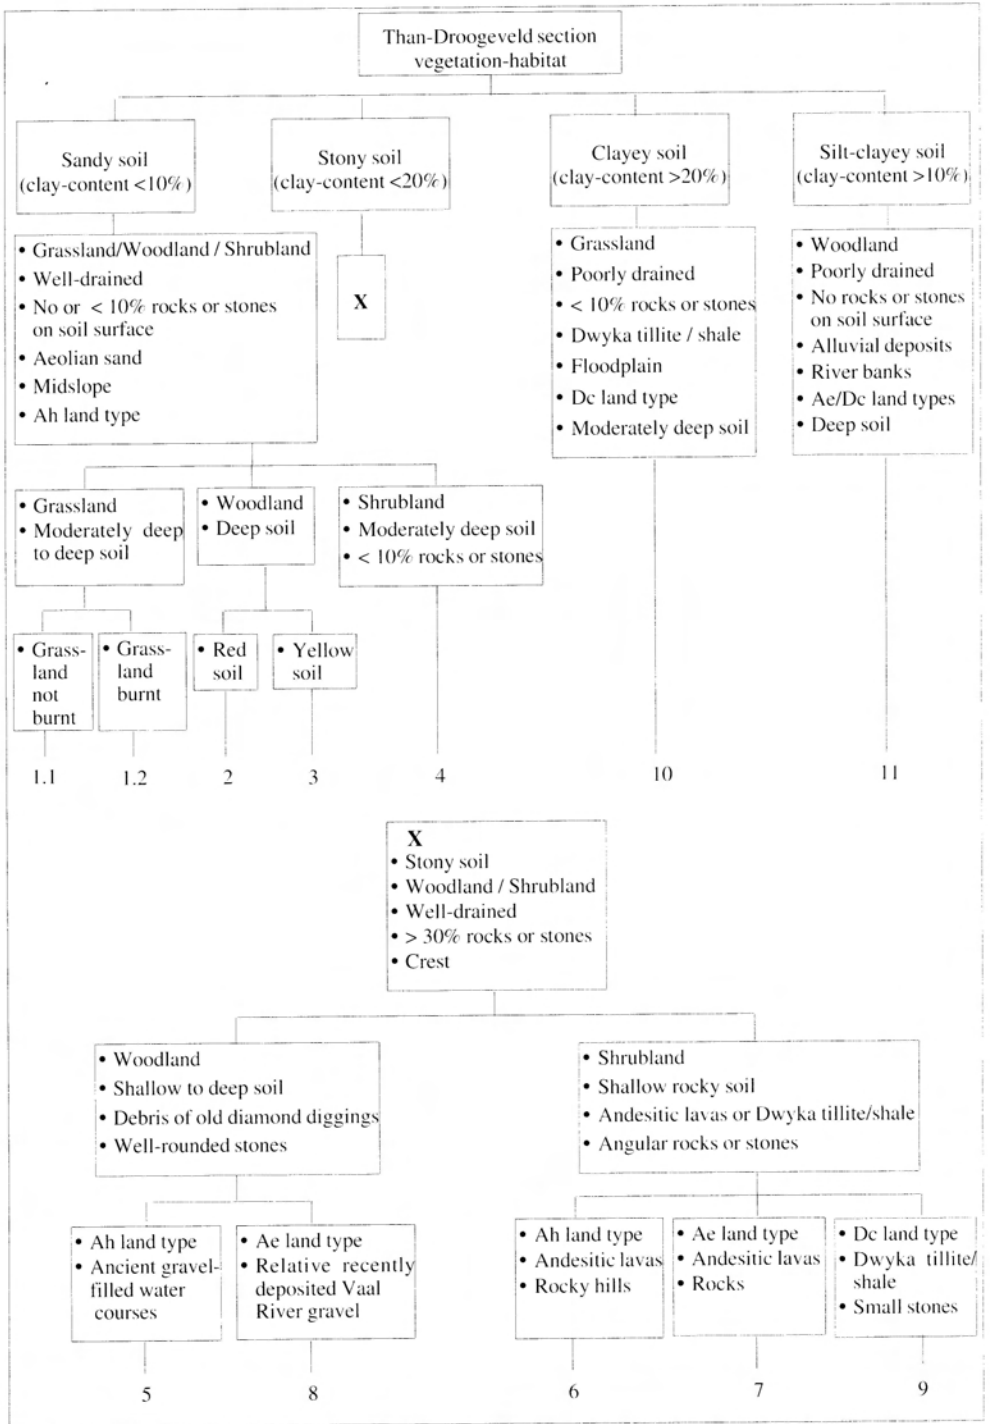 Than-Droogeveld section
vegetation-habitat
Sandy soil
(clay-content <10%)
Stony soil
(clay-content <20%)
Clayey soil
(clay-content >20%)
Silt-clayey soil
(clay-content >10%)
• Grassland/Woodland / Shrubland
• Well-drained
• No or < 10% rocks or stones
on soil surface
• Aeolian sand
• Midslope
• Ah land type
X
• Grassland
• Poorly drained
• < 10% rocks or stones
• Dwyka tillite / shale
• Floodplain
• Dc land type
• Moderately deep soil
• Woodland
• Poorly drained
• No rocks or stones
on soil surface
• Alluvial deposits
• River banks
• Ae/Dc land types
• Deep soil
• Grassland
• Moderately deep
to deep soil
• Woodland
• Deep soil
• Shrubland
• Moderately deep soil
• < 10% rocks or stones
• Grass-
land
not
burnt
• Grass-
land
burnt
• Red
soil
• Yellow
soil
1.1
1.2
2
3
4
10
11
X
• Stony soil
• Woodland / Shrubland
• Well-drained
• > 30% rocks or stones
• Crest
• Woodland
• Shallow to deep soil
• Debris of old diamond diggings
• Well-rounded stones
• Shrubland
• Shallow rocky soil
• Andesitic lavas or Dwyka tillite/shale
• Angular rocks or stones
• Ah land type
• Ancient gravel-
filled water
courses
• Ae land type
• Relative recently
deposited Vaal
River gravel
• Ah land type
• Andesitic lavas
• Rocky hills
• Ae land type
• Andesitic lavas
• Rocks
• Dc land type
• Dwyka tillite/
shale
• Small stones
5
8
6
7
9